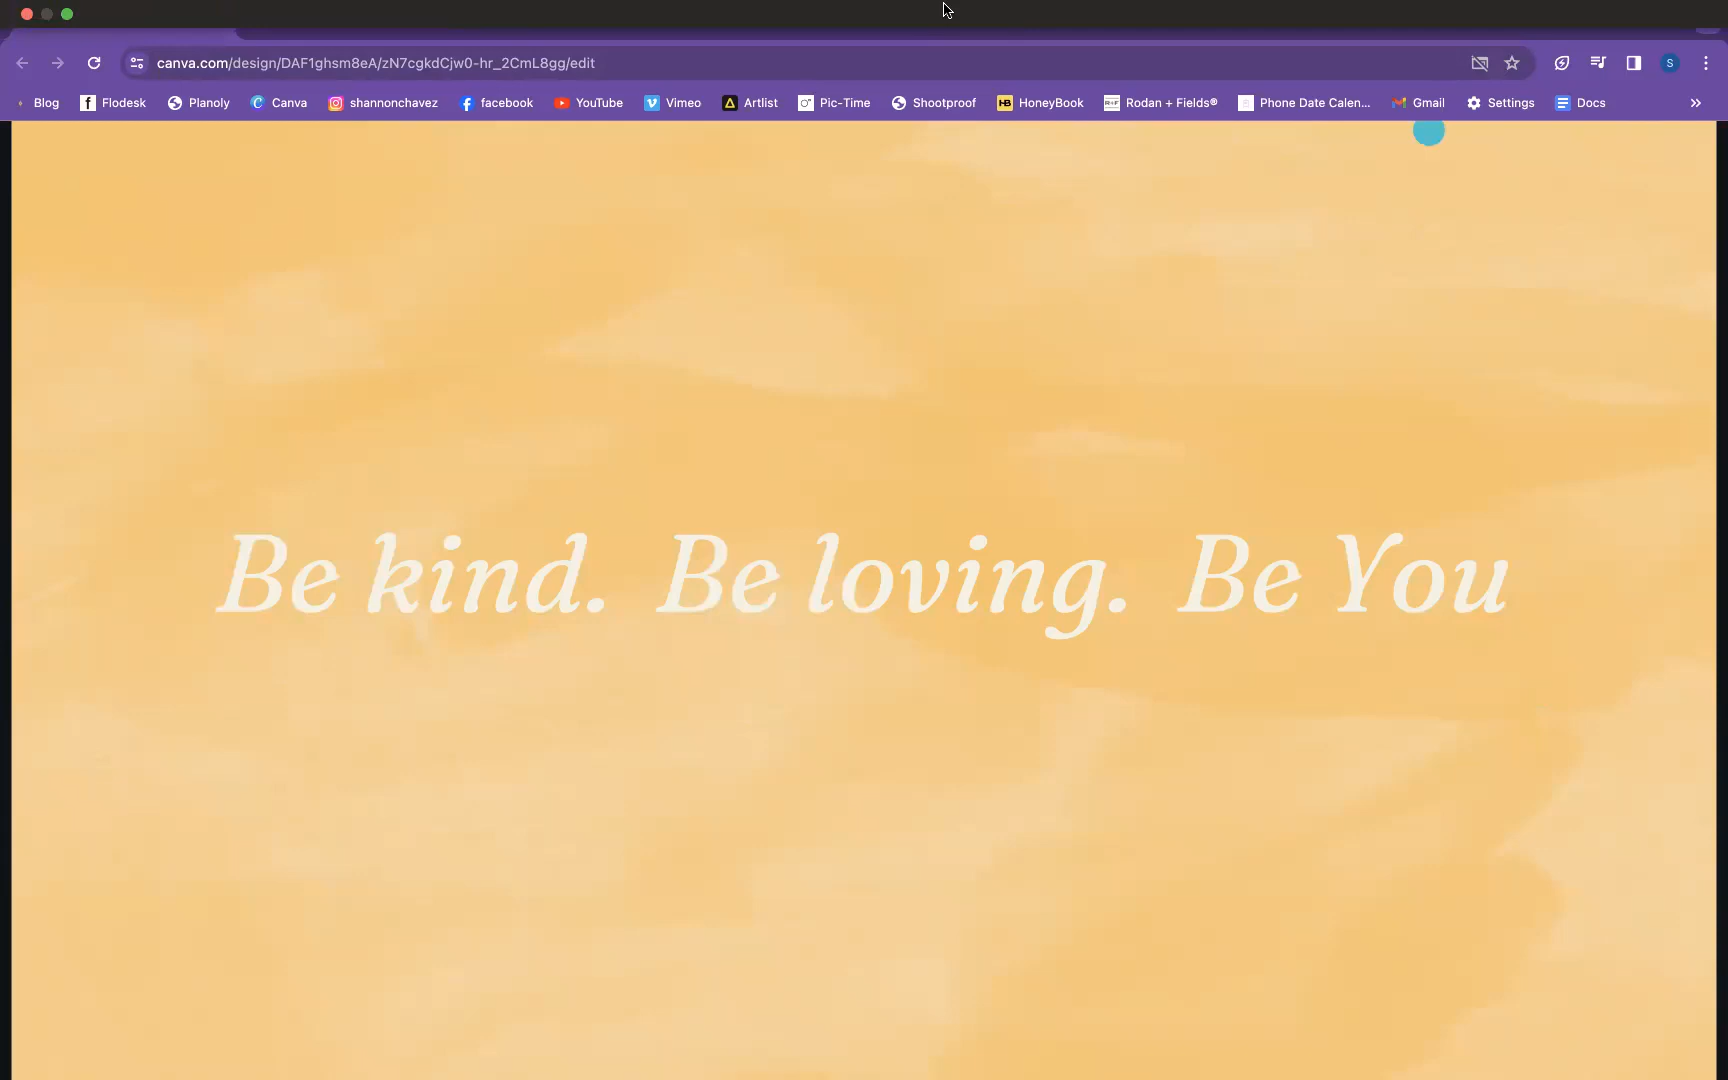 canva.com/design/DAF1ghsm8eA/zN7cgkdCjw0-hr_2CmL8gg/edit
S
Blog Flodesk Planoly Canva shannonchavez facebook YouTube Vimeo Artlist Pic-Time Shootproof HoneyBook Rodan + Fields® Phone Date Calen... Gmail Settings Docs
Be kind. Be loving. Be You